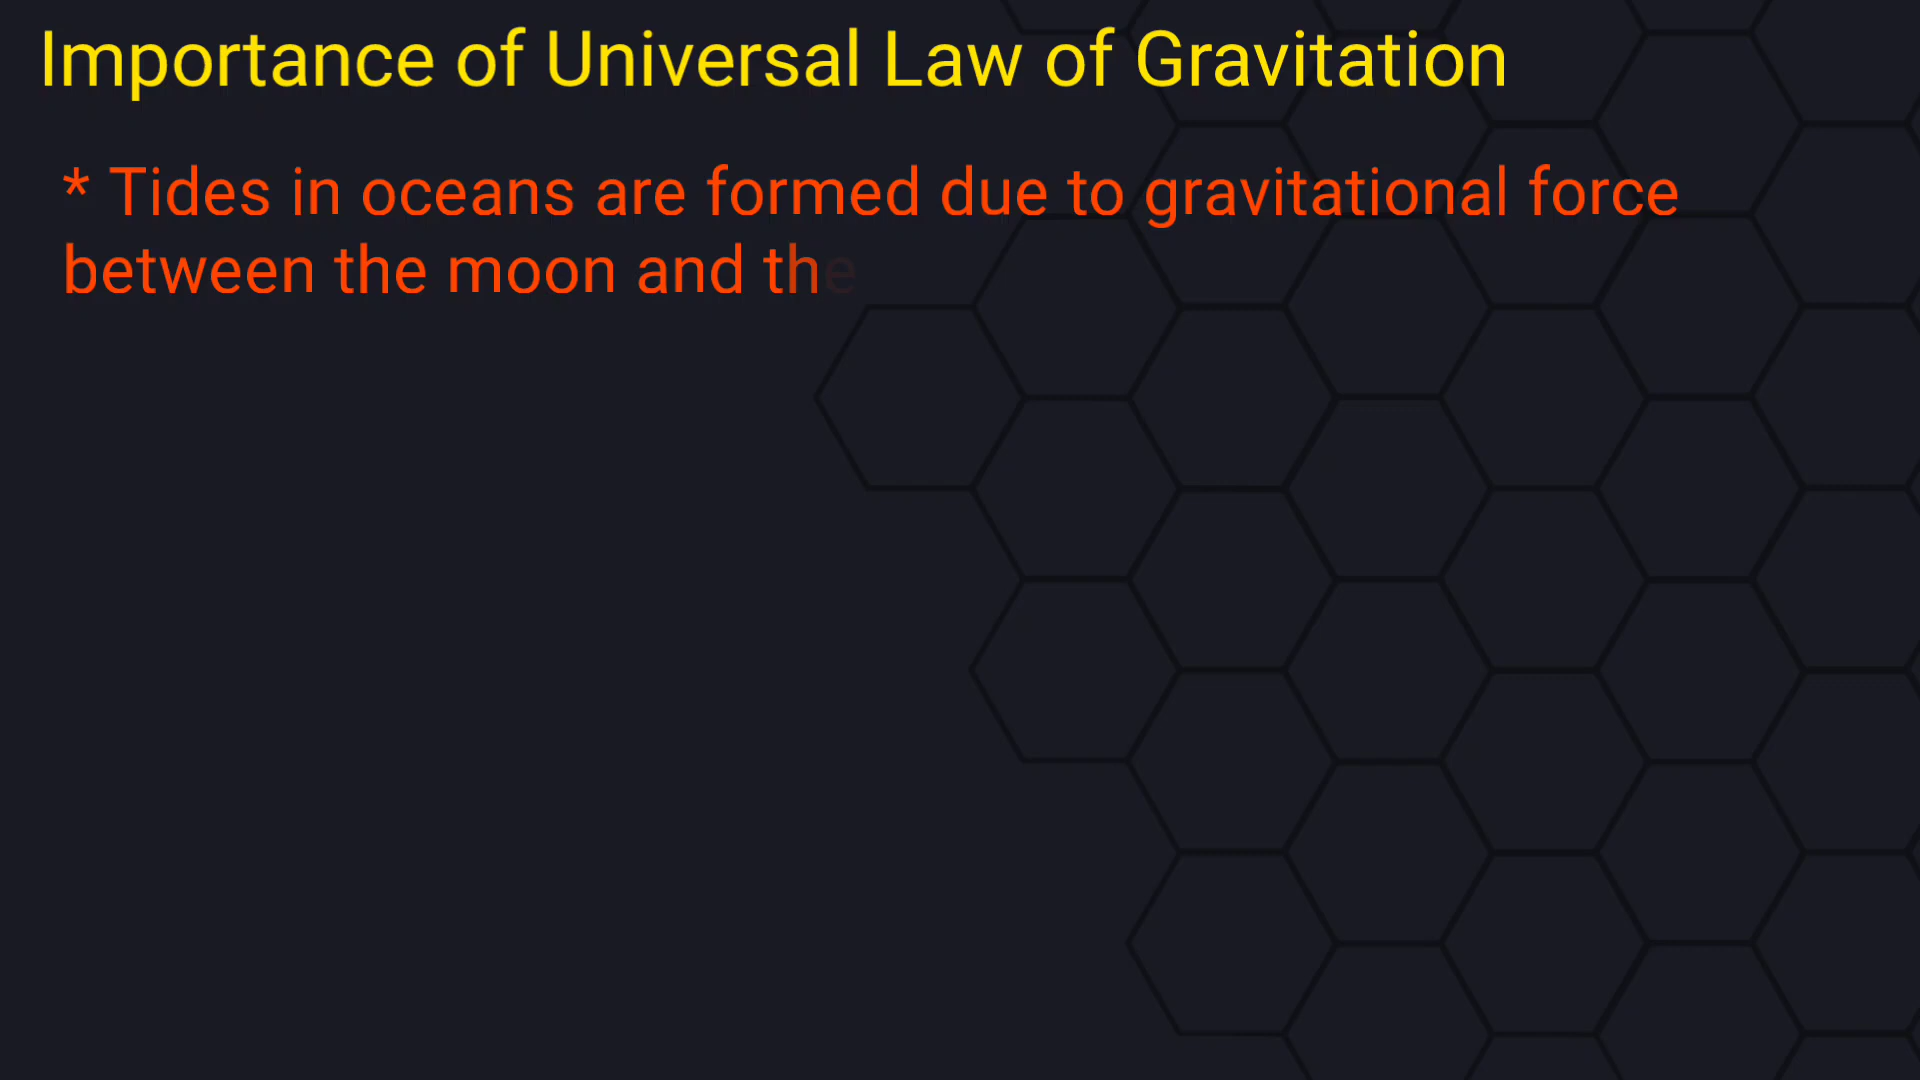 Importance of Universal Law of Gravitation
* Tides in oceans are formed due to gravitational force
between the moon and the